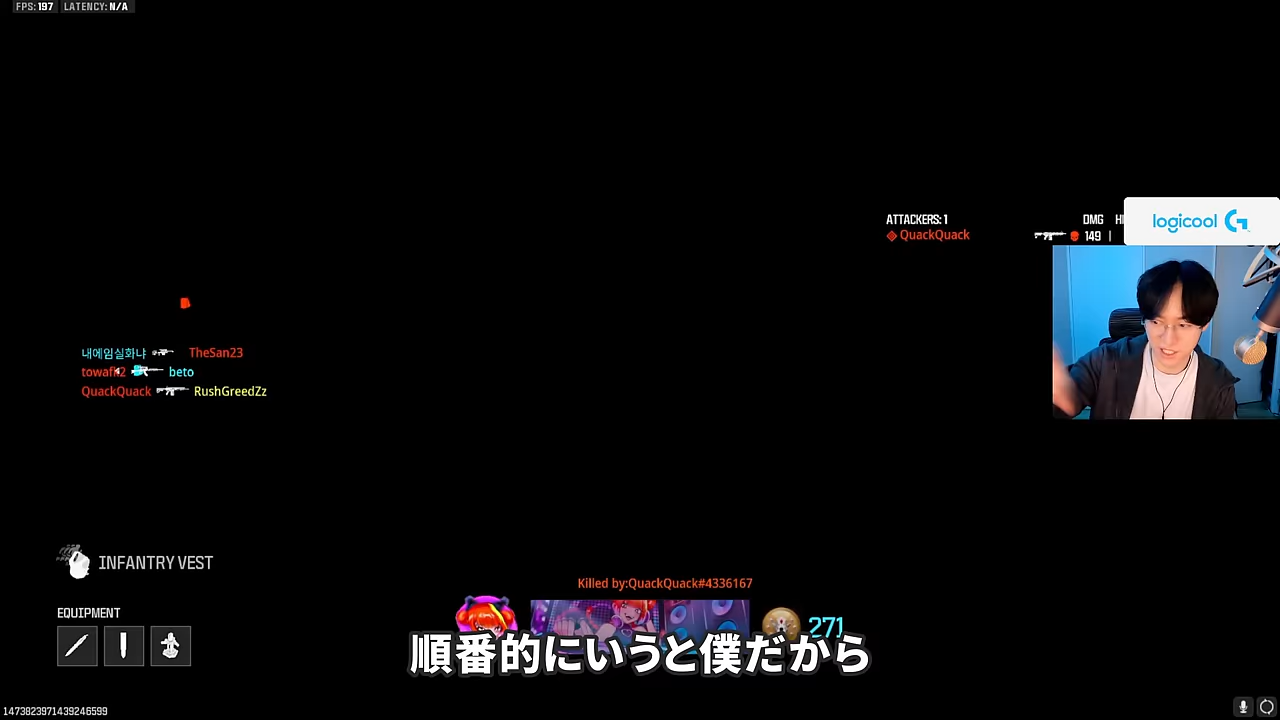 FPS: 197 LATENCY: N/A
ATTACKERS: 1 DMG
QuackQuack 149 |
logicool G
내에임실화냐 TheSan23
beto
QuackQuack RushGreedZz
INFANTRY VEST
EQUIPMENT
Killed by:QuackQuack#4336167
271
順番的にいうと僕だから
1473823971439246599